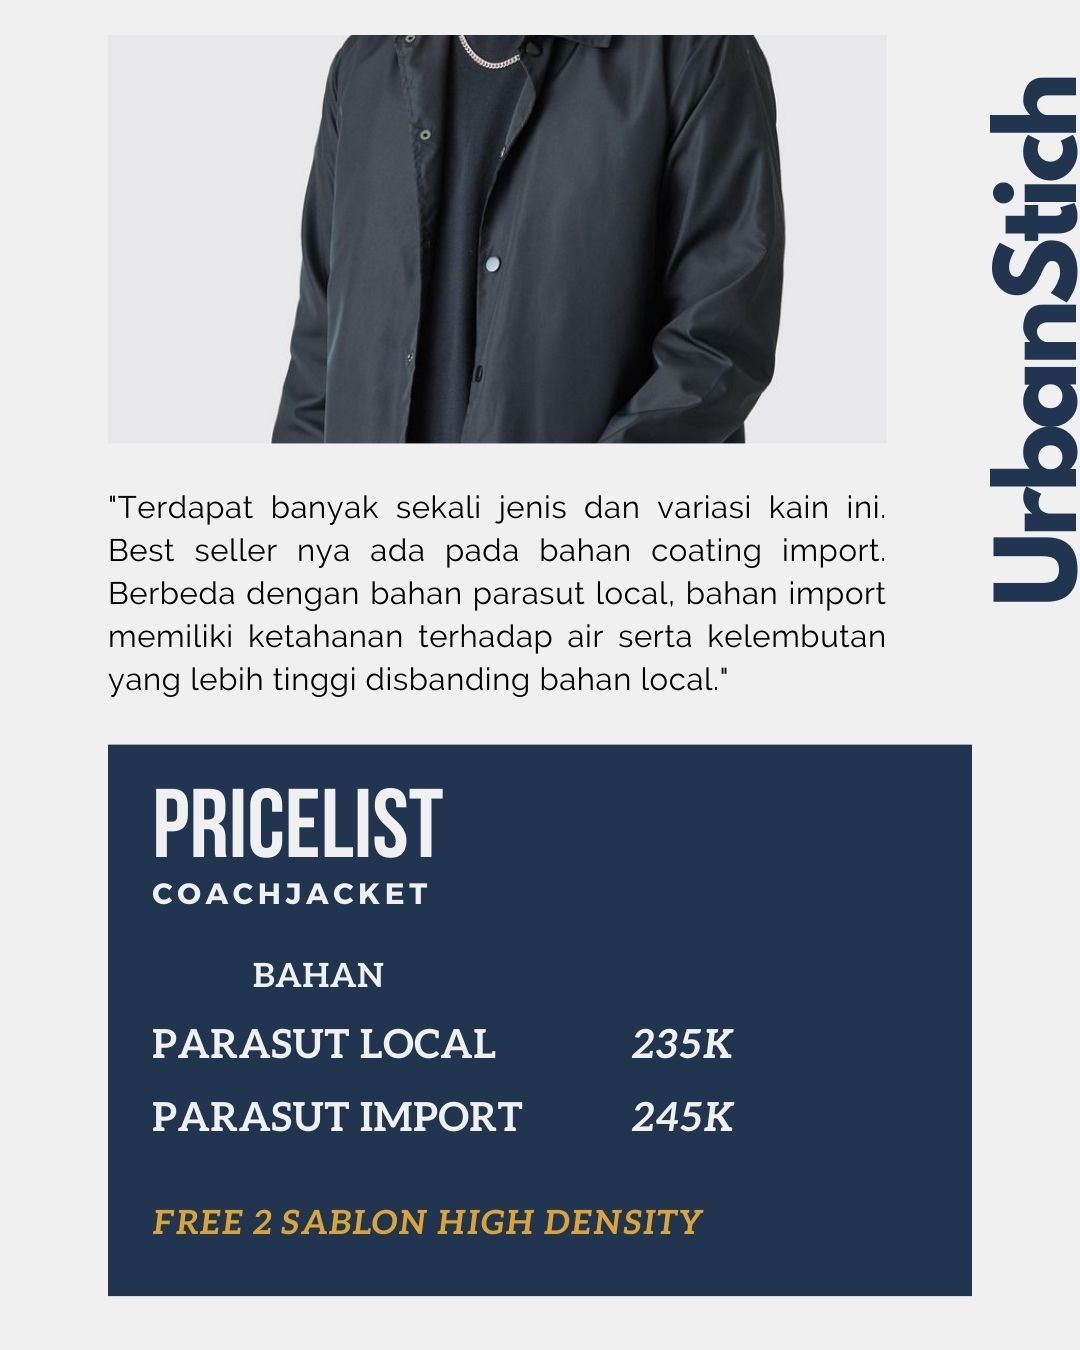 UrbanStich
"Terdapat banyak sekali jenis dan variasi kain ini.
Best seller nya ada pada bahan coating import.
Berbeda dengan bahan parasut local, bahan import
memiliki ketahanan terhadap air serta kelembutan
yang lebih tinggi disbanding bahan local."
PRICELIST
COACHJACKET
BAHAN
PARASUT LOCAL 235K
PARASUT IMPORT 245K
FREE 2 SABLON HIGH DENSITY